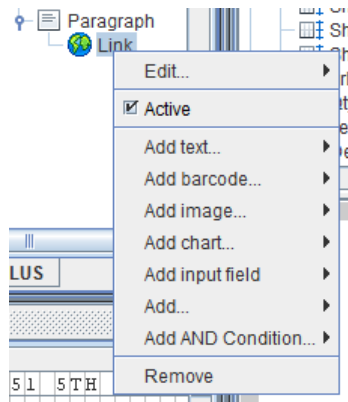 Paragraph
Link
Edit...
Active
Add text...
Add barcode...
Add image...
Add chart...
Add input field
LUS
Add...
Add AND Condition...
Remove
51 5TH